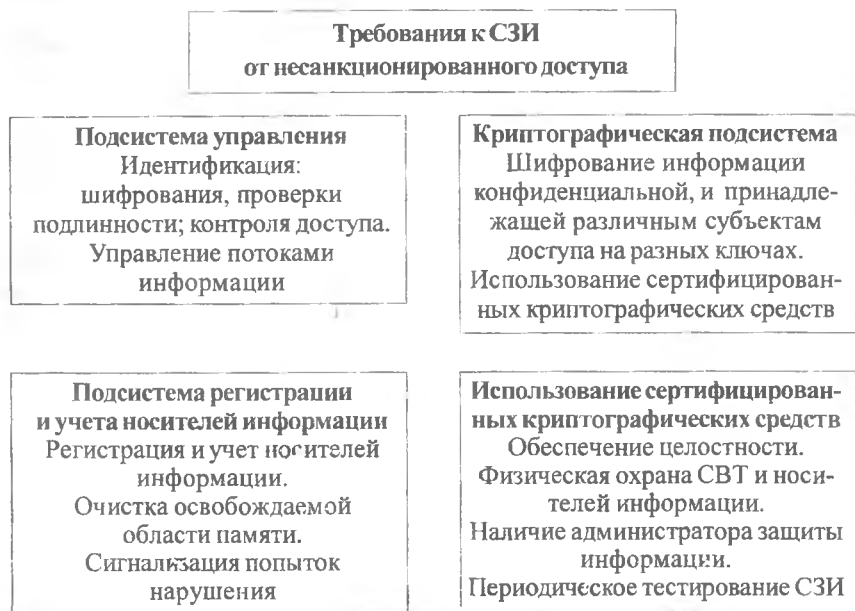 Требования к СЗИ
от несанкционированного доступа
Подсистема управления
Идентификация:
шифрования, проверки
подлинности; контроля доступа.
Управление потоками
информации
Криптографическая подсистема
Шифрование информации
конфиденциальной, и принадле-
жащей различным субъектам
доступа на разных ключах.
Использование сертифицирован-
ных криптографических средств
Подсистема регистрации
и учета носителей информации
Регистрация и учет носителей
информации.
Очистка освобождаемой
области памяти.
Сигнализация попыток
нарушения
Использование сертифицирован-
ных криптографических средств
Обеспечение целостности.
Физическая охрана СВТ и носи-
телей информации.
Наличие администратора защиты
информации.
Периодическое тестирование СЗИ